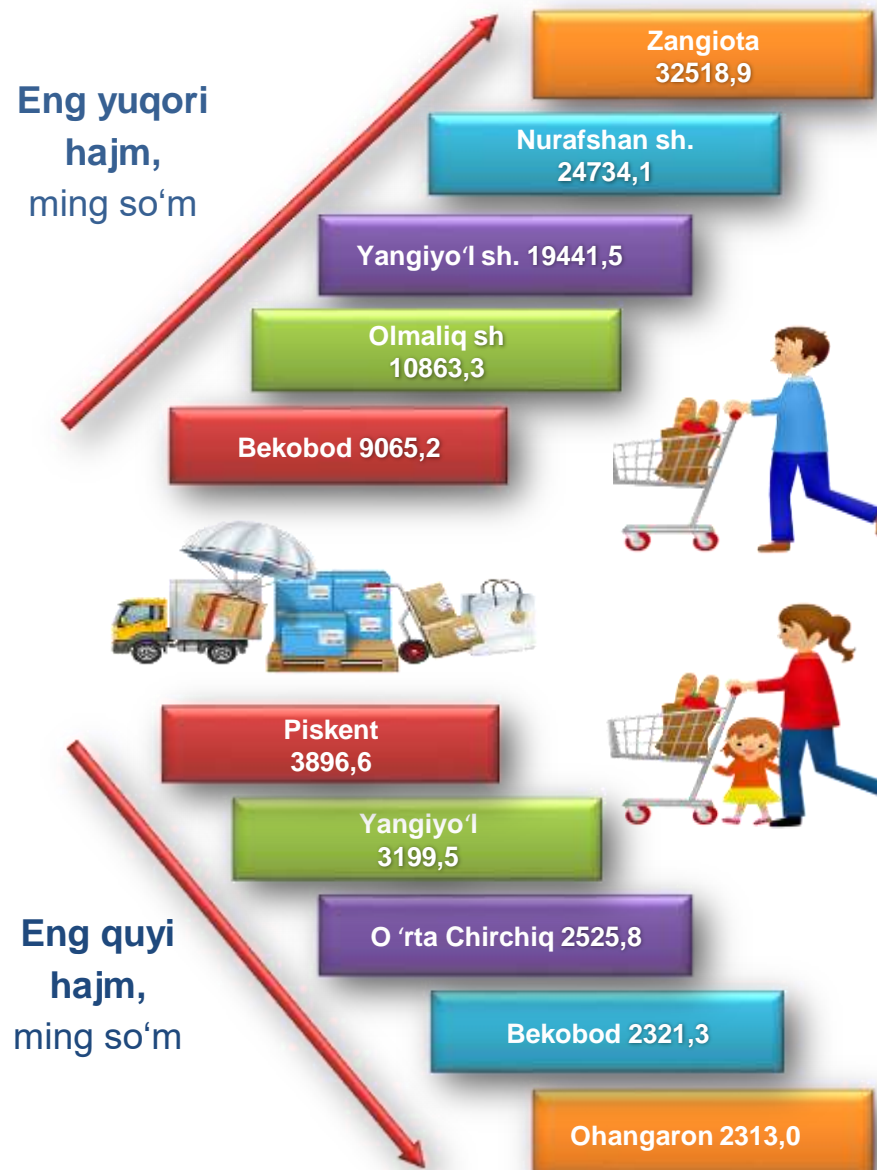 Eng yuqori
hajm,
ming so‘m
Zangiota
32518,9
Nurafshan sh.
24734,1
Yangiyo‘l sh. 19441,5
Olmaliq sh
10863,3
Bekobod 9065,2
Piskent
3896,6
Yangiyo‘l
3199,5
O ‘rta Chirchiq 2525,8
Bekobod 2321,3
Ohangaron 2313,0
Eng quyi
hajm,
ming so‘m